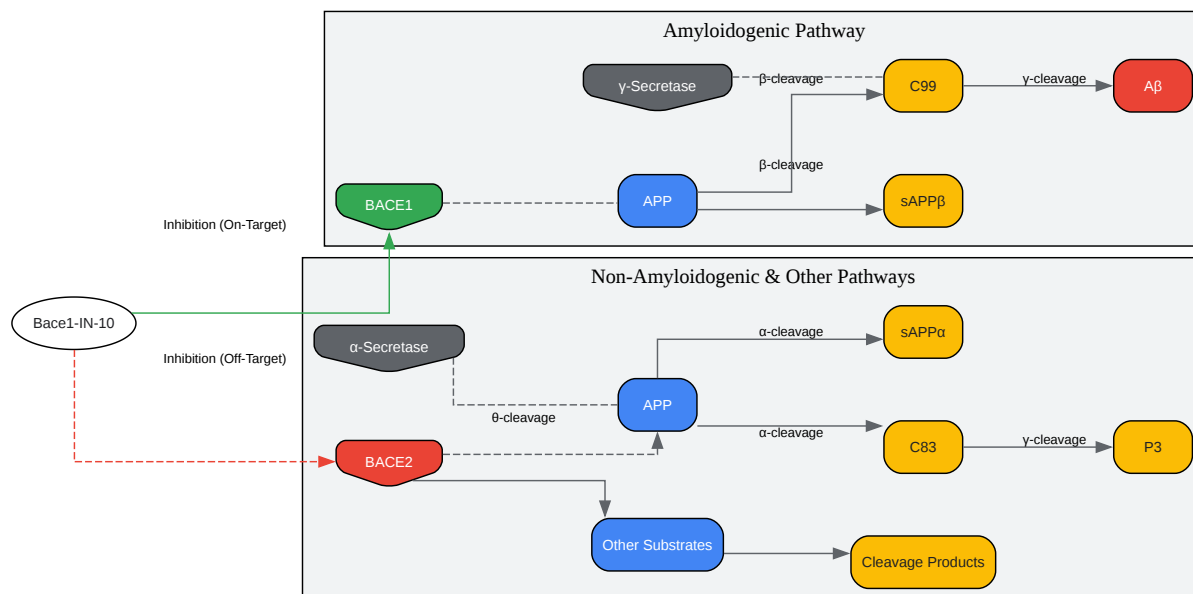 Amyloidogenic Pathway
γ-Secretase
β-cleavage
C99
γ-cleavage
Aβ
β-cleavage
BACE1
APP
sAPPβ
Inhibition (On-Target)
Non-Amyloidogenic & Other Pathways
Bace1-IN-10
Inhibition (Off-Target)
α-Secretase
α-cleavage
sAPPα
APP
θ-cleavage
α-cleavage
C83
γ-cleavage
P3
BACE2
Other Substrates
Cleavage Products